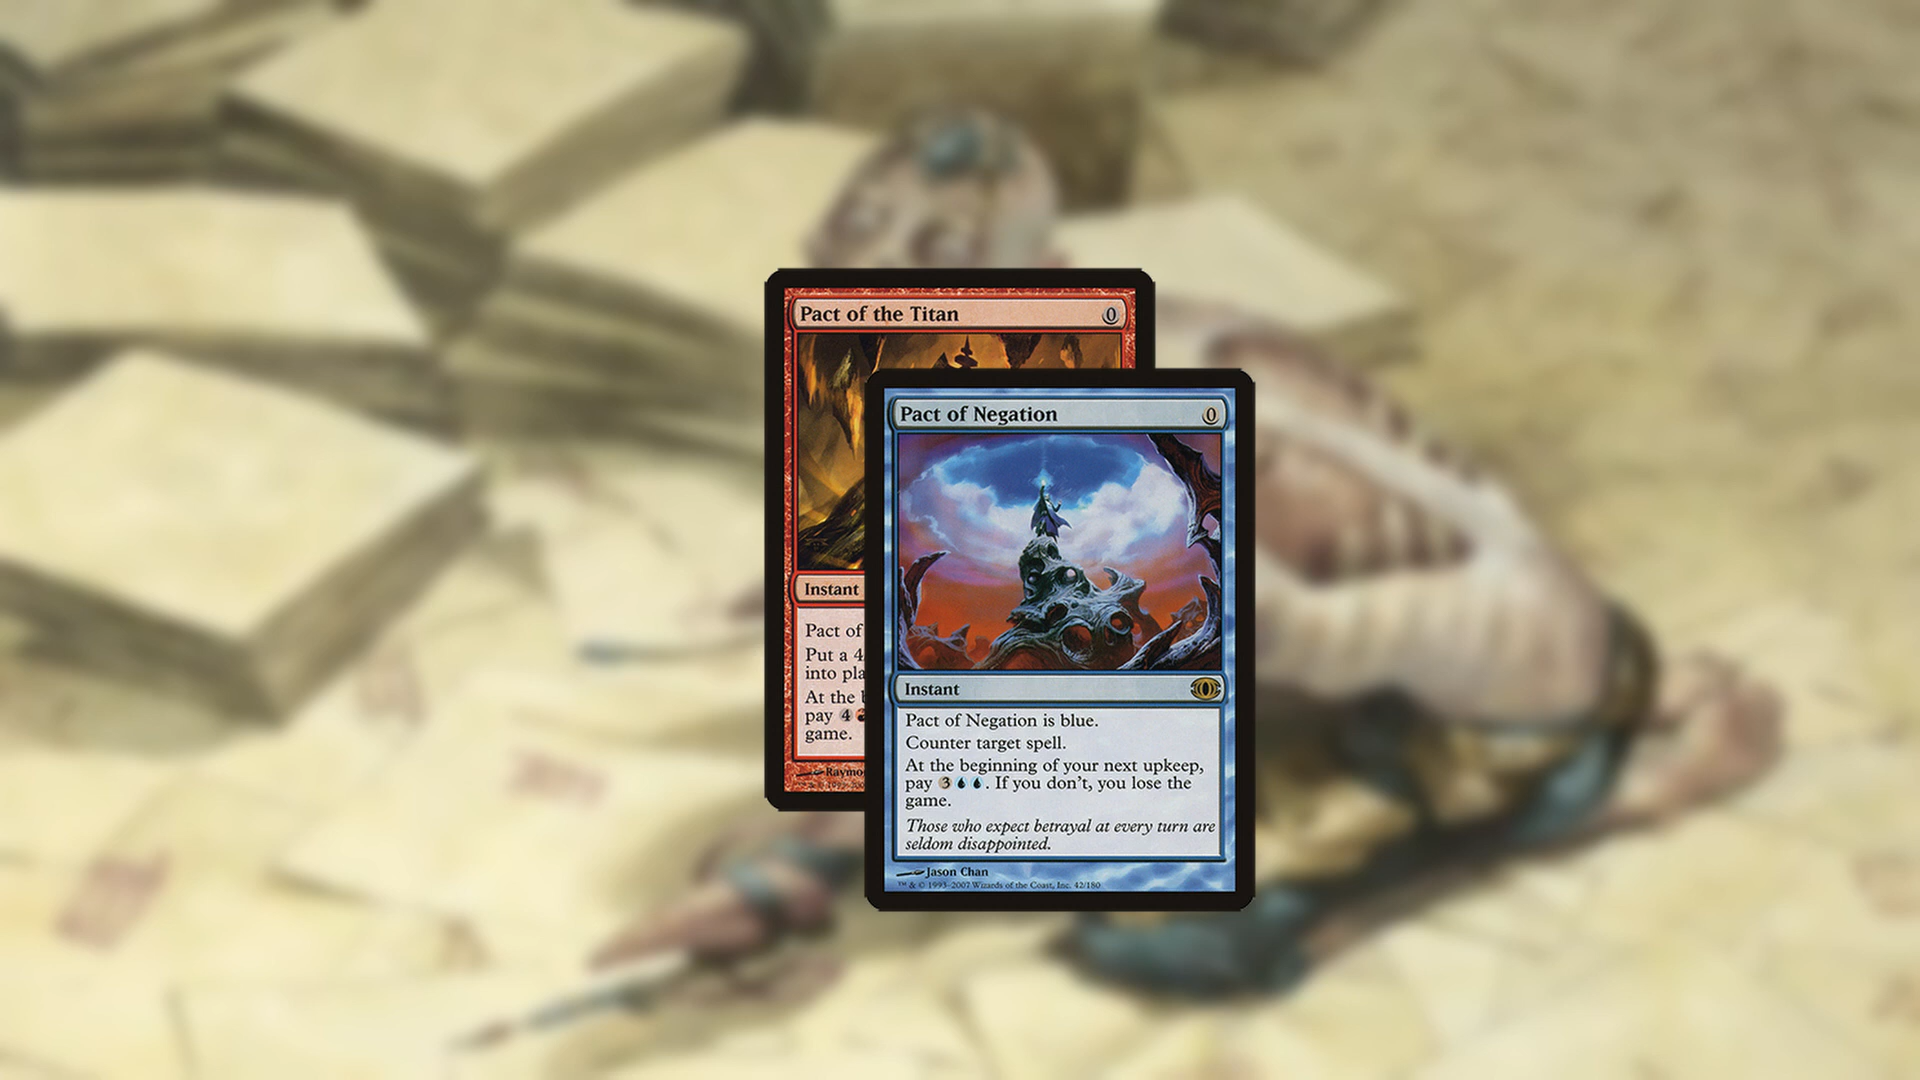 Pact of the Titan 0
Instant
Pact of
Put a 4
into pla
At the
pay 4
game.
Raymo
Pact of Negation 0
Instant
Pact of Negation is blue.
Counter target spell.
At the beginning of your next upkeep,
pay 3. If you don't, you lose the
game.
Those who expect betrayal at every turn are
seldom disappointed.
Jason Chan
™ & © 1993–2007 Wizards of the Coast, Inc. 42/180